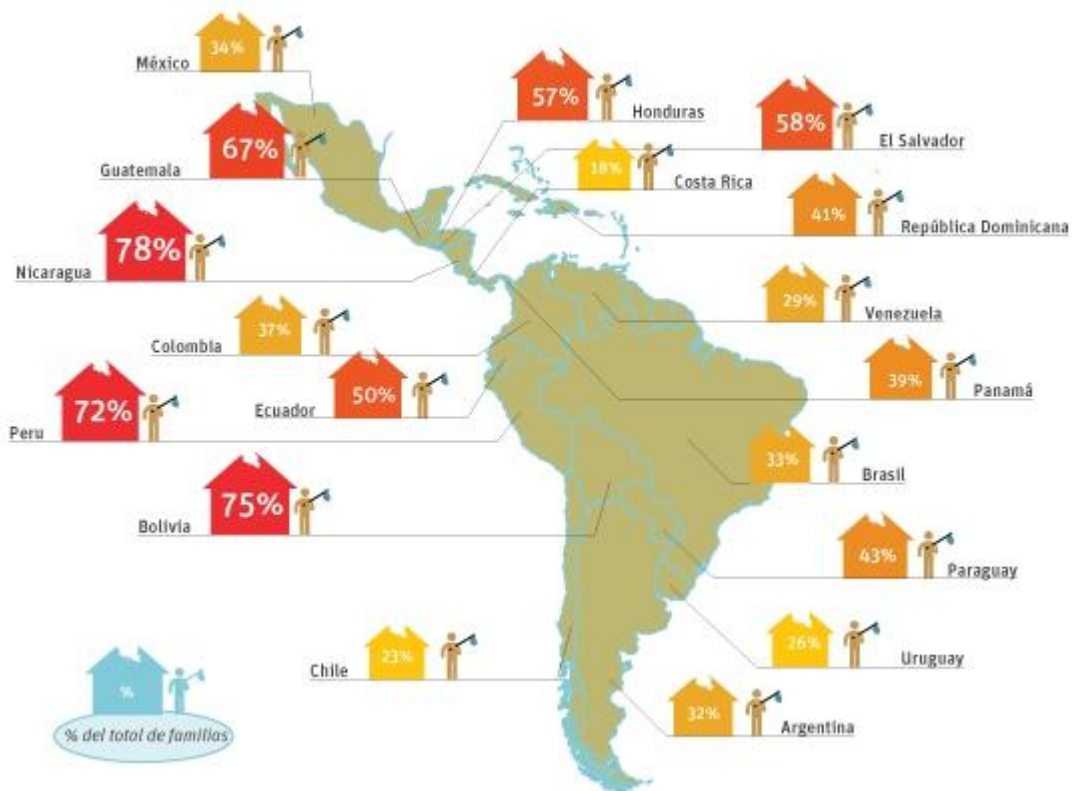 34%
México
57%
Honduras
58%
El Salvador
67%
Guatemala
18%
Costa Rica
41%
República Dominicana
78%
Nicaragua
29%
Venezuela
37%
Colombia
39%
Panamá
50%
Ecuador
72%
Peru
33%
Brasil
75%
Bolivia
43%
Paraguay
23%
Chile
26%
Uruguay
32%
Argentina
%
% del total de familias